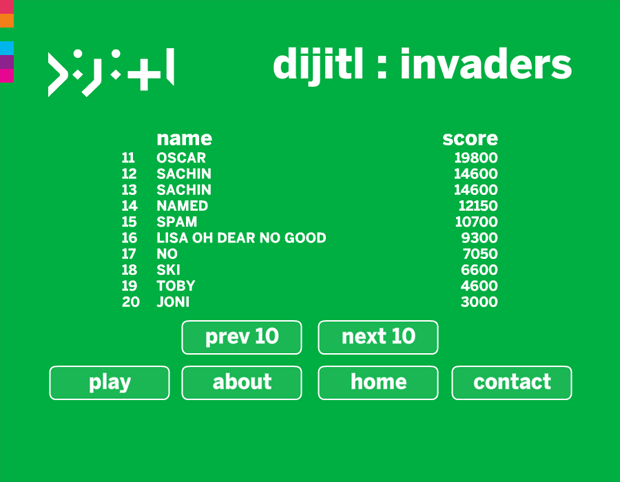 dijitl : invaders
name score
11 OSCAR 19800
12 SACHIN 14600
13 SACHIN 14600
14 NAMED 12150
15 SPAM 10700
16 LISA OH DEAR NO GOOD 9300
17 NO 7050
18 SKI 6600
19 TOBY 4600
20 JONI 3000
prev 10 next 10
play about home contact